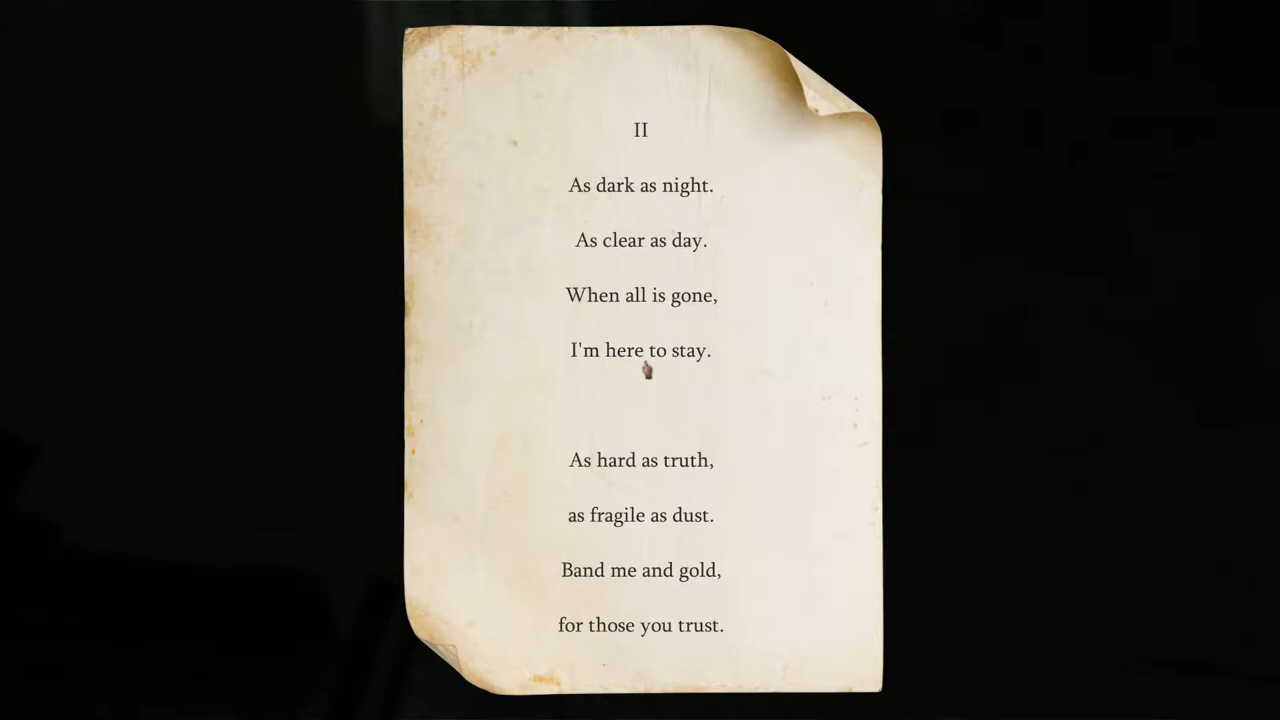 II
As dark as night.
As clear as day.
When all is gone,
I'm here to stay.
As hard as truth,
as fragile as dust.
Band me and gold,
for those you trust.